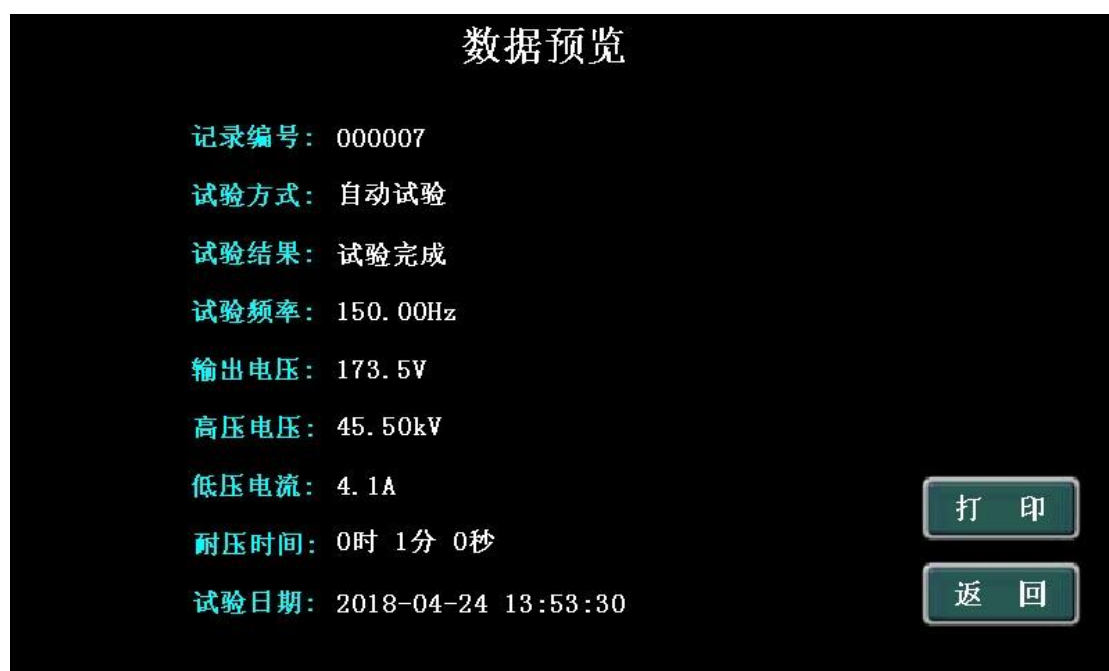 数据预览
记录编号: 000007
试验方式: 自动试验
试验结果: 试验完成
试验频率: 150.00Hz
输出电压: 173.5V
高压电压: 45.50kV
低压电流: 4.1A
耐压时间: 0时 1分 0秒
试验日期: 2018-04-24 13:53:30
打 印
返 回